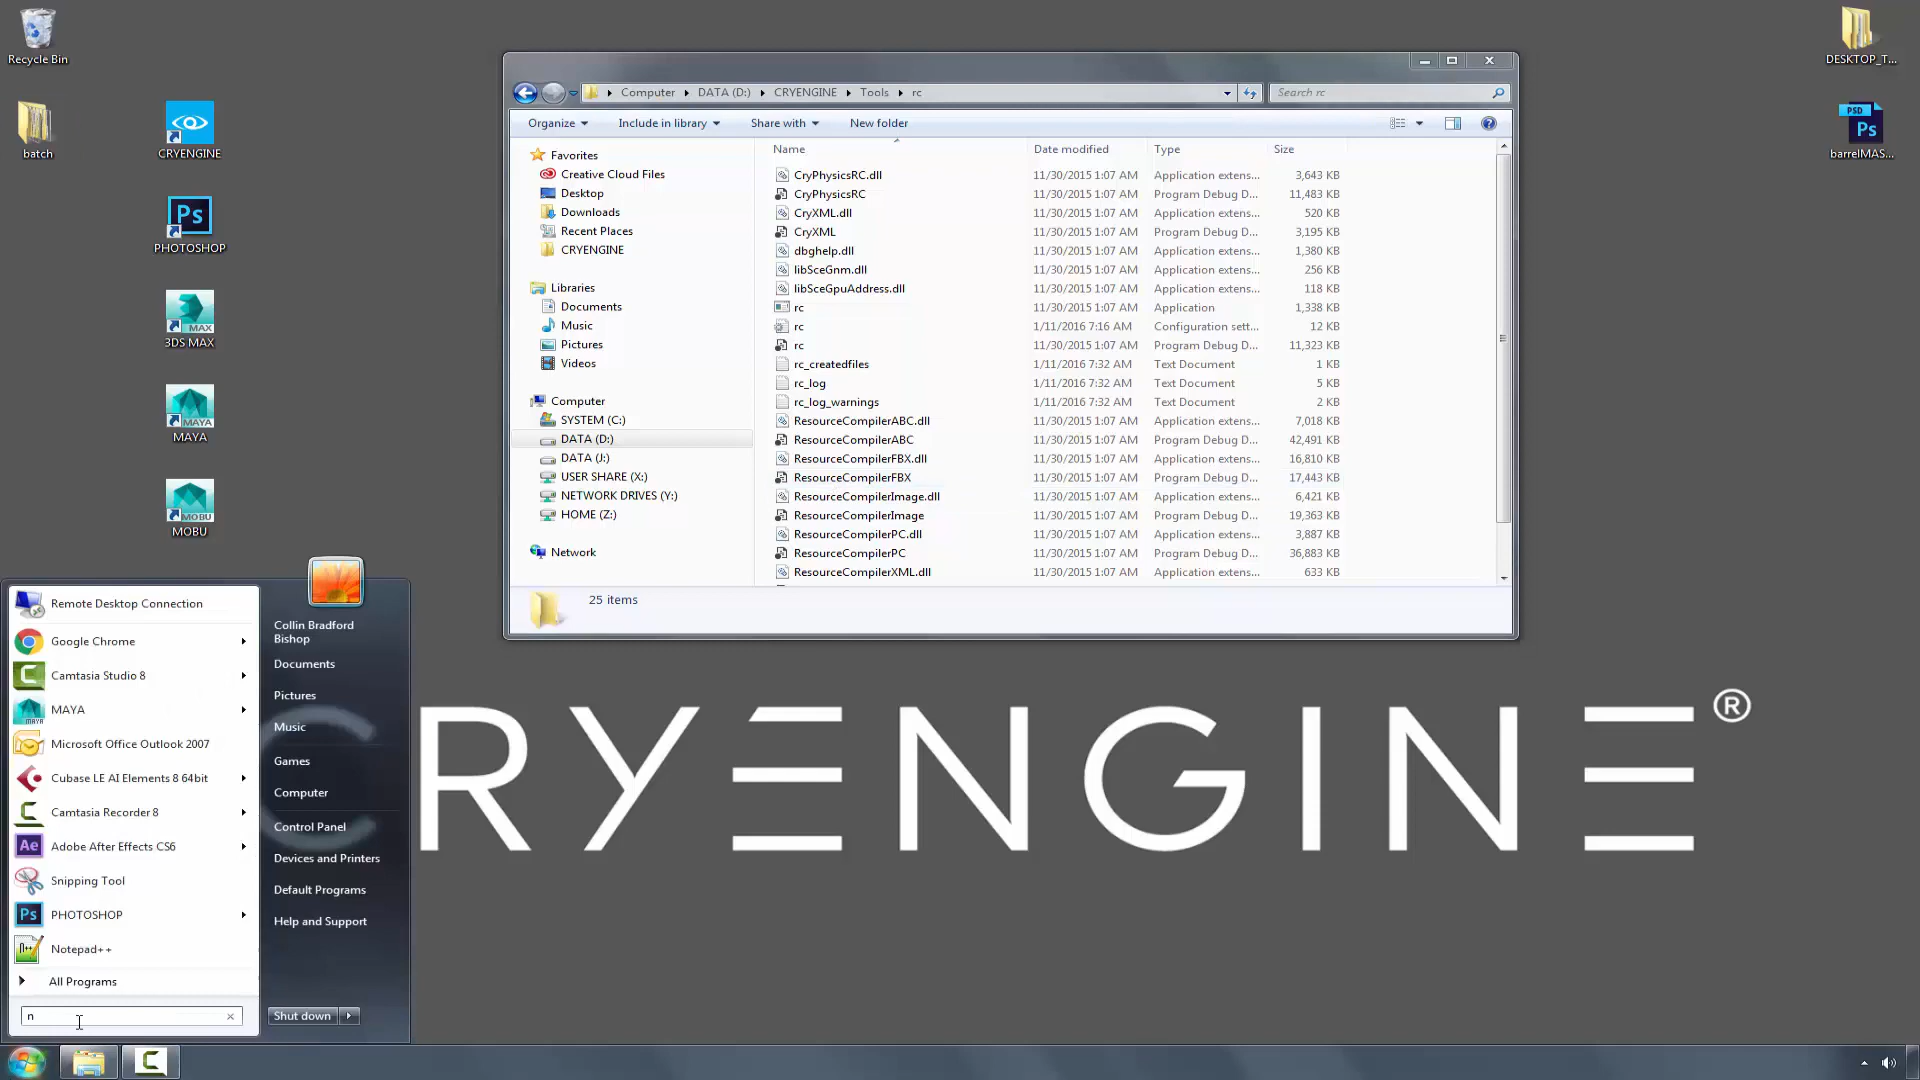 Recycle Bin
batch
CRYENGINE
PHOTOSHOP
3DS MAX
MAYA
MOBU
DESKTOP_T...
PSD
Ps
barrelMAS...
Ps
MAX
MAYA
MOBU
Computer DATA (D:) CRYENGINE Tools rc
Search rc
Organize Include in library Share with New folder
Favorites
Creative Cloud Files
Desktop
Downloads
Recent Places
CRYENGINE
Libraries
Documents
Music
Pictures
Videos
Computer
SYSTEM (C:)
DATA (D:)
DATA (J:)
USER SHARE (X:)
NETWORK DRIVES (Y:)
HOME (Z:)
Network
Name Date modified Type Size
CryPhysicsRC.dll 11/30/2015 1:07 AM Application extens... 3,643 KB
CryPhysicsRC 11/30/2015 1:07 AM Program Debug D... 11,483 KB
CryXML.dll 11/30/2015 1:07 AM Application extens... 520 KB
CryXML 11/30/2015 1:07 AM Program Debug D... 3,195 KB
dbghelp.dll 11/30/2015 1:07 AM Application extens... 1,380 KB
libSceGnm.dll 11/30/2015 1:07 AM Application extens... 256 KB
libSceGpuAddress.dll 11/30/2015 1:07 AM Application extens... 118 KB
rc 11/30/2015 1:07 AM Application 1,338 KB
rc 1/11/2016 7:16 AM Configuration sett... 12 KB
rc 11/30/2015 1:07 AM Program Debug D... 11,323 KB
rc_createdfiles 1/11/2016 7:32 AM Text Document 1 KB
rc_log 1/11/2016 7:32 AM Text Document 5 KB
rc_log_warnings 1/11/2016 7:32 AM Text Document 2 KB
ResourceCompilerABC.dll 11/30/2015 1:07 AM Application extens... 7,018 KB
ResourceCompilerABC 11/30/2015 1:07 AM Program Debug D... 42,491 KB
ResourceCompilerFBX.dll 11/30/2015 1:07 AM Application extens... 16,810 KB
ResourceCompilerFBX 11/30/2015 1:07 AM Program Debug D... 17,443 KB
ResourceCompilerImage.dll 11/30/2015 1:07 AM Application extens... 6,421 KB
ResourceCompilerImage 11/30/2015 1:07 AM Program Debug D... 19,363 KB
ResourceCompilerPC.dll 11/30/2015 1:07 AM Application extens... 3,887 KB
ResourceCompilerPC 11/30/2015 1:07 AM Program Debug D... 36,883 KB
ResourceCompilerXML.dll 11/30/2015 1:07 AM Application extens... 633 KB
25 items
Remote Desktop Connection
Google Chrome
Camtasia Studio 8
MAYA
Microsoft Office Outlook 2007
Cubase LE AI Elements 8 64bit
Camtasia Recorder 8
Ae Adobe After Effects CS6
Snipping Tool
Ps PHOTOSHOP
Notepad++
All Programs
n
Collin Bradford
Bishop
Documents
Pictures
Music
Games
Computer
Control Panel
Devices and Printers
Default Programs
Help and Support
Shut down
CRYENGINE®